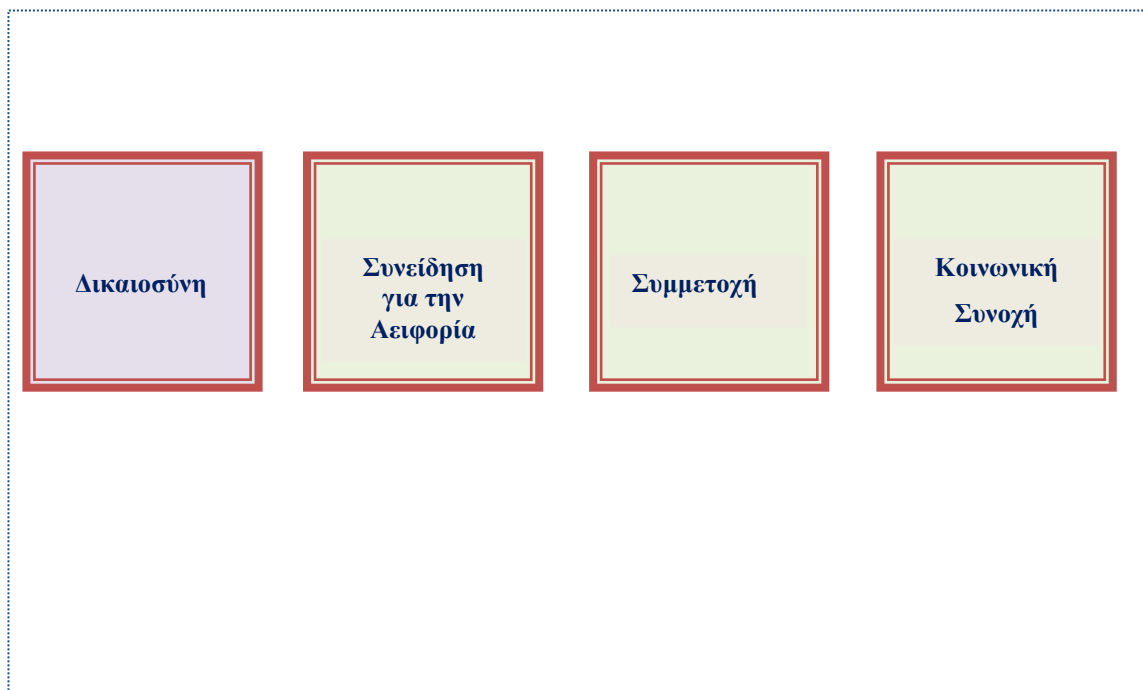 Δικαιοσύνη
Συνείδηση
για την
Αειφορία
Συμμετοχή
Κοινωνική
Συνοχή